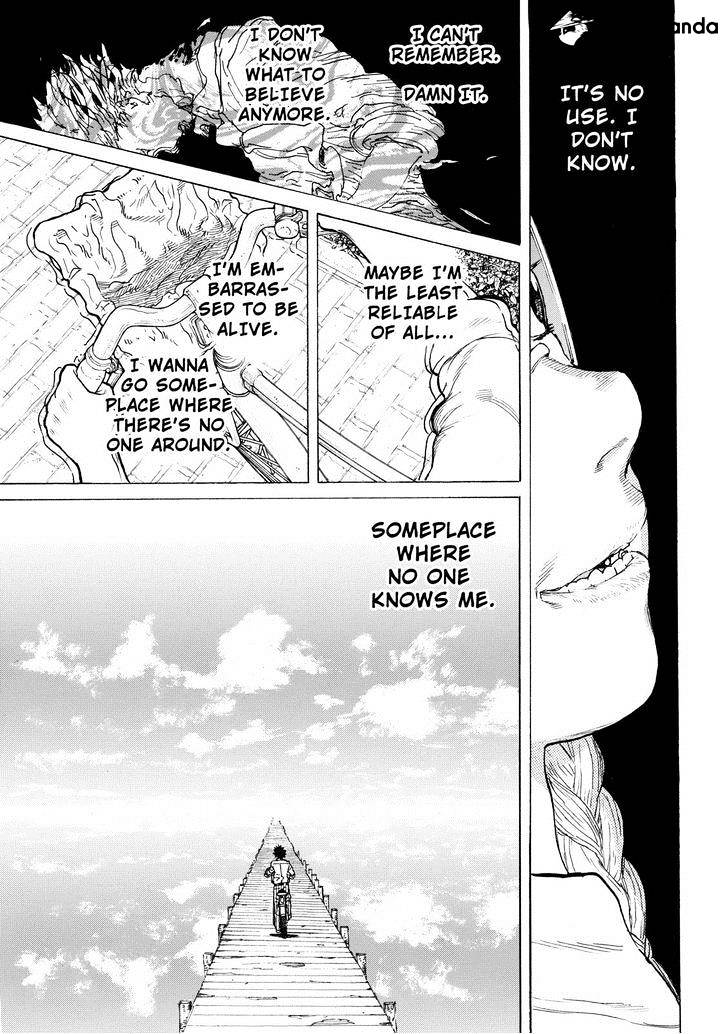 anda
IT'S NO
USE. I
DON'T
KNOW.
I CAN'T
REMEMBER.
DAMN IT.
I DON'T
KNOW
WHAT TO
BELIEVE
ANYMORE.
MAYBE I'M
THE LEAST
RELIABLE
OF ALL...
I'M EM-
BARRAS-
SED TO BE
ALIVE.
I WANNA
GO SOME-
PLACE WHERE
THERE'S NO
ONE AROUND.
SOMEPLACE
WHERE
NO ONE
KNOWS ME.